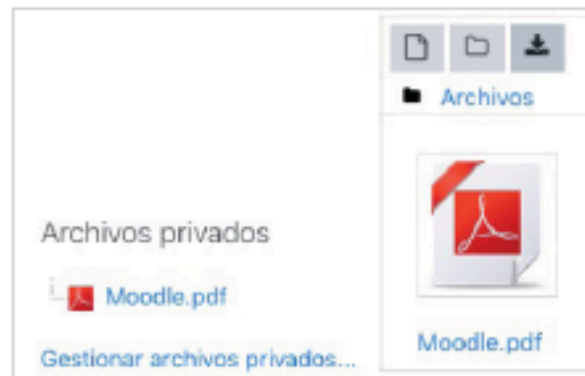 Archivos privados
Moodle.pdf
Gestionar archivos privados...
Archivos
Moodle.pdf